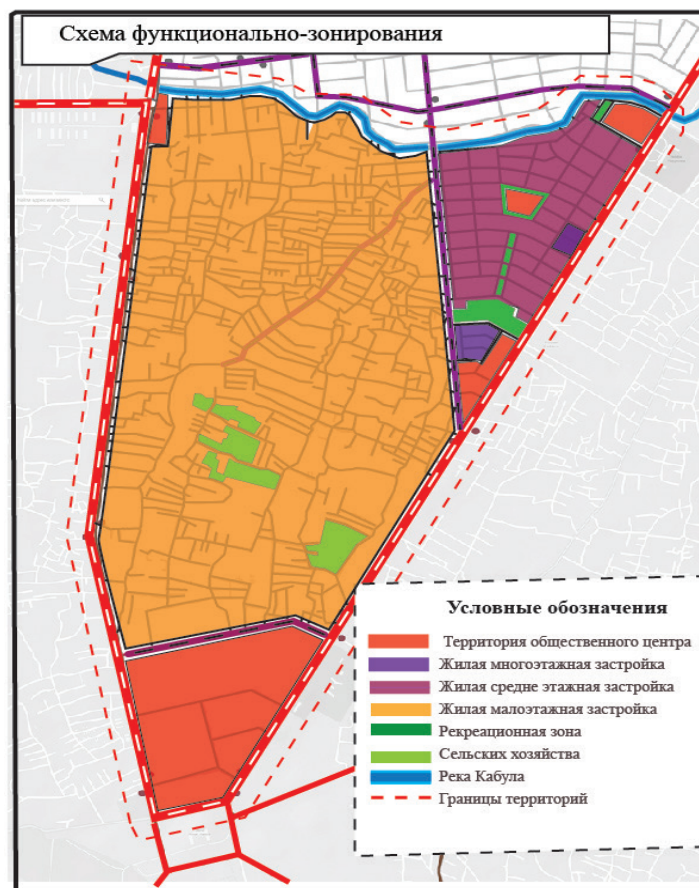 Схема функционально-зонирования
Условные обозначения
Территория общественного центра
Жилая многоэтажная застройка
Жилая средне этажная застройка
Жилая малоэтажная застройка
Рекреационная зона
Сельских хозяйства
Река Кабула
Границы территорий